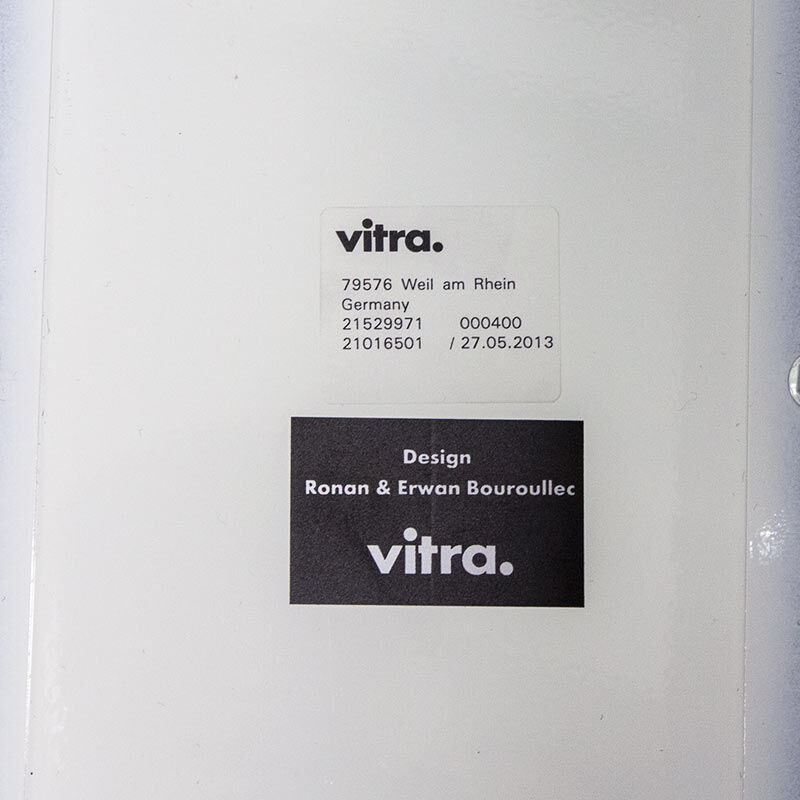 vitra.
79576 Weil am Rhein
Germany
21529971 000400
21016501 / 27.05.2013
Design
Ronan & Erwan Bouroullec
vitra.